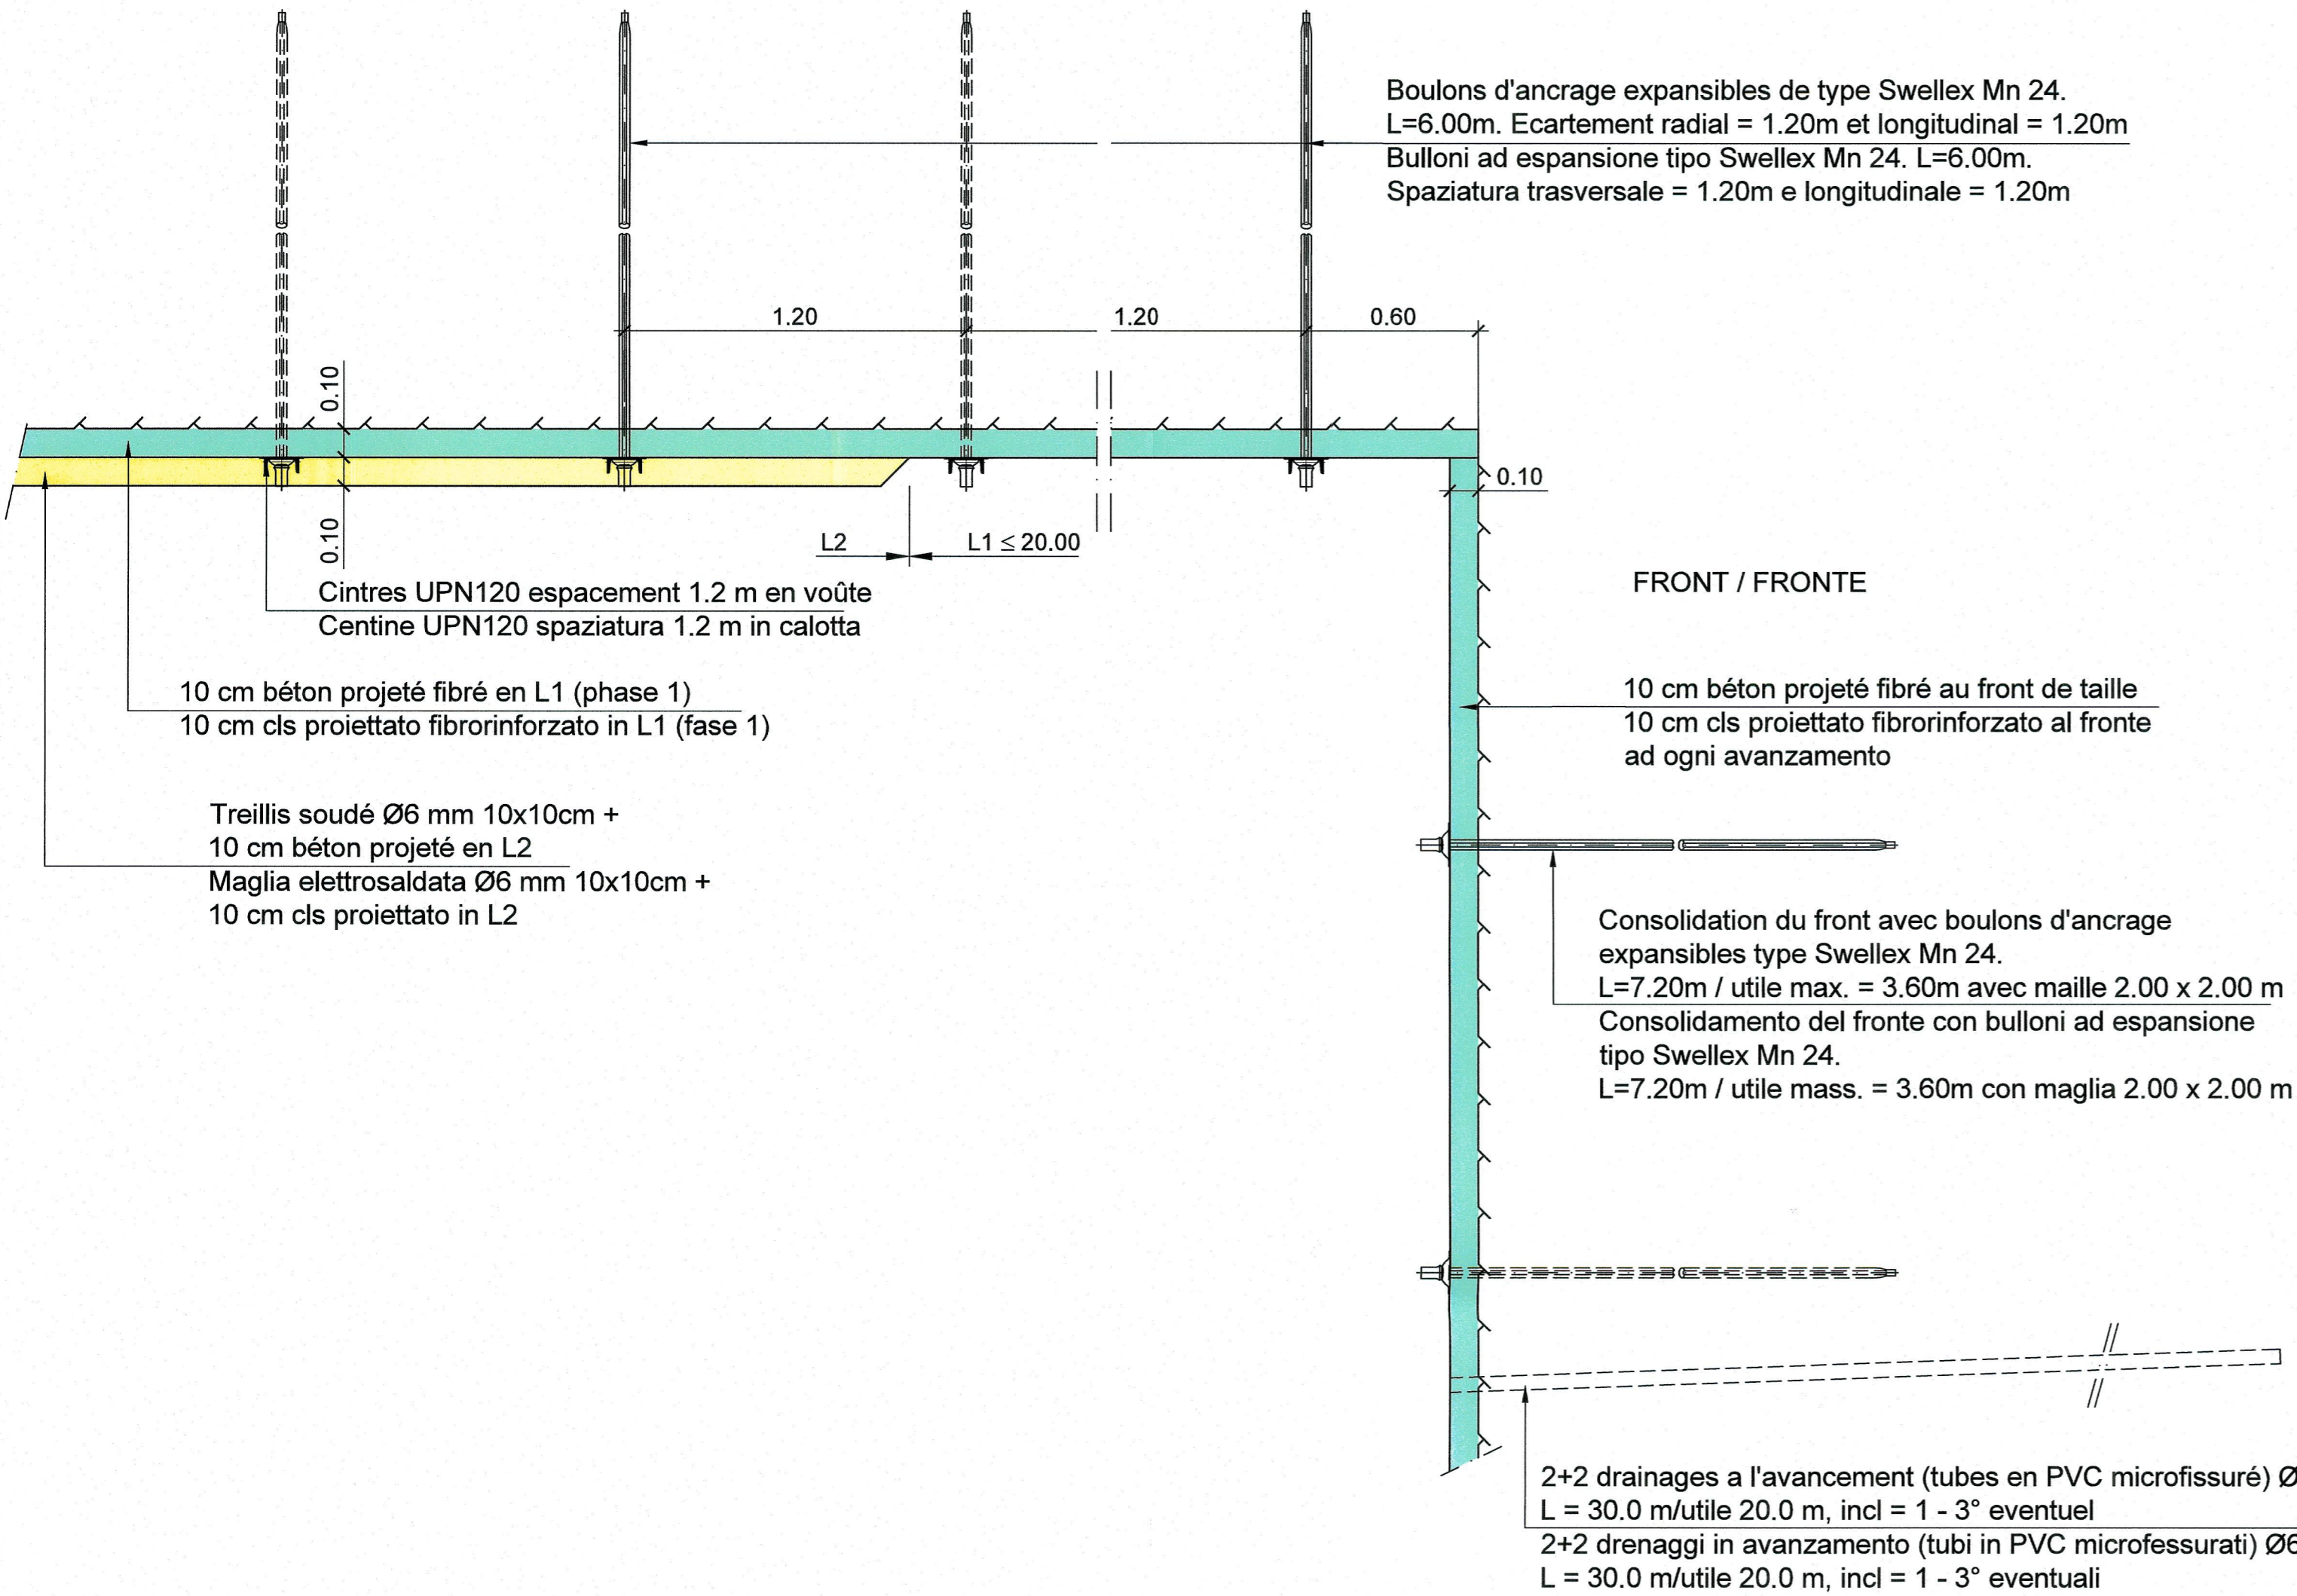 Boulons d'ancrage expansibles de type Swellex Mn 24.
L=6.00m. Ecartement radial = 1.20m et longitudinal = 1.20m
Bulloni ad espansione tipo Swellex Mn 24. L=6.00m.
Spaziatura trasversale = 1.20m e longitudinale = 1.20m
1.20
1.20
0.60
0.10
0.10
0.10
L2
L1 ≤ 20.00
Cintres UPN120 espacement 1.2 m en voûte
Centine UPN120 spaziatura 1.2 m in calotta
10 cm béton projeté fibré en L1 (phase 1)
10 cm cls proiettato fibrorinforzato in L1 (fase 1)
Treillis soudé Ø6 mm 10x10cm +
10 cm béton projeté en L2
Maglia elettrosaldata Ø6 mm 10x10cm +
10 cm cls proiettato in L2
FRONT / FRONTE
10 cm béton projeté fibré au front de taille
10 cm cls proiettato fibrorinforzato al fronte
ad ogni avanzamento
Consolidation du front avec boulons d'ancrage
expansibles type Swellex Mn 24.
L=7.20m / utile max. = 3.60m avec maille 2.00 x 2.00 m
Consolidamento del fronte con bulloni ad espansione
tipo Swellex Mn 24.
L=7.20m / utile mass. = 3.60m con maglia 2.00 x 2.00 m
2+2 drainages a l'avancement (tubes en PVC microfissuré) Ø
L = 30.0 m/utile 20.0 m, incl = 1 - 3° eventuel
2+2 drenaggi in avanzamento (tubi in PVC microfessurati) Ø6
L = 30.0 m/utile 20.0 m, incl = 1 - 3° eventuali